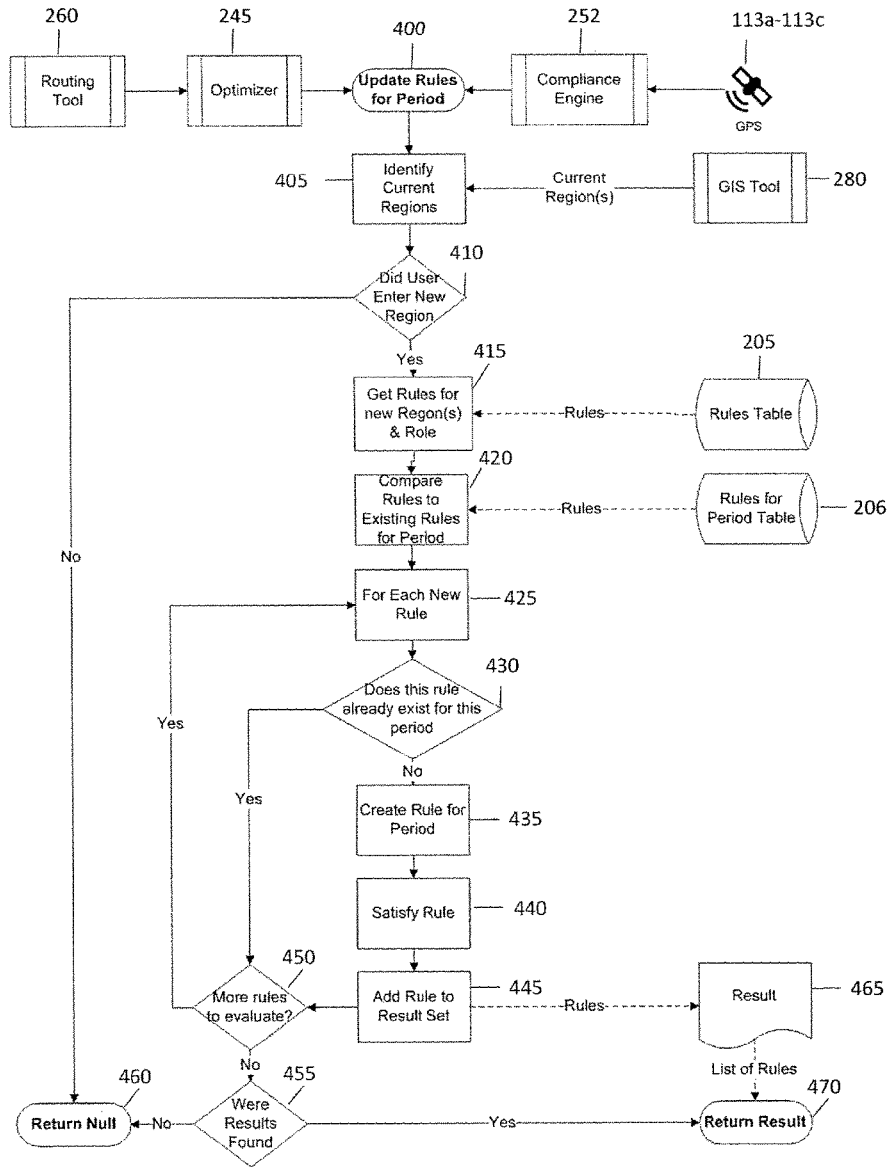 260
245
400
252
113a-113c
Routing
Tool
Optimizer
Update Rules
for Period
Compliance
Engine
GPS
405
Identify
Current
Regions
Current
Region(s)
GIS Tool
280
410
Did User
Enter New
Region
Yes
415
205
Get Rules for
new Regon(s)
& Role
Rules
Rules Table
420
Compare
Rules to
Existing Rules
for Period
Rules
Rules for
Period Table
206
No
For Each New
Rule
425
430
Does this rule
already exist for this
period
Yes
No
Yes
Create Rule for
Period
435
Satisfy Rule
440
450
More rules
to evaluate?
445
Add Rule to
Result Set
Rules
Result
465
No
List of Rules
460
455
470
Return Null
No
Were
Results
Found
Yes
Return Result